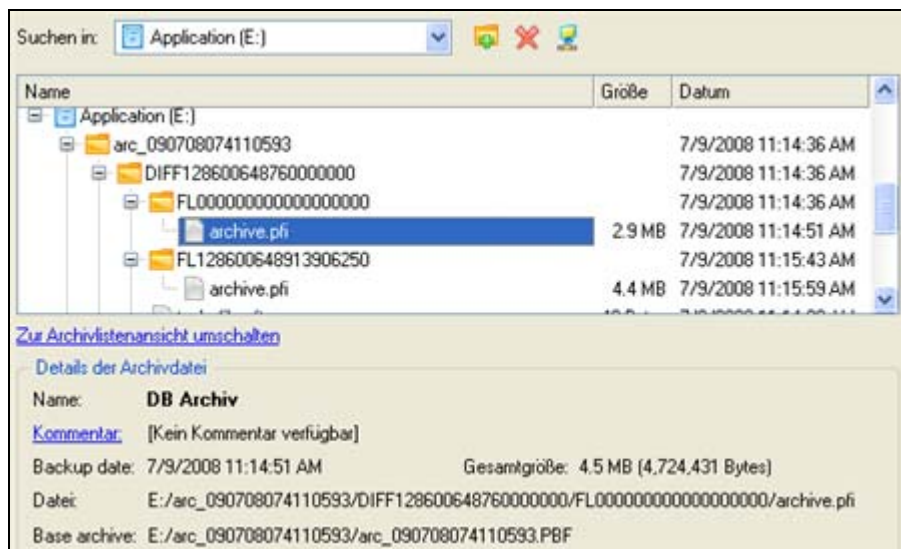 Suchen in: Application (E:)
Name Größe Datum
Application (E:)
arc_090708074110593 7/9/2008 11:14:36 AM
DIFF128600648760000000 7/9/2008 11:14:36 AM
FL000000000000000000 7/9/2008 11:14:36 AM
archive.pfi 2.9 MB 7/9/2008 11:14:51 AM
FL128600648913906250 7/9/2008 11:15:43 AM
archive.pfi 4.4 MB 7/9/2008 11:15:59 AM
Zur Archivlistenansicht umschalten
Details der Archivdatei
Name: DB Archiv
Kommentar: [Kein Kommentar verfügbar]
Backup date: 7/9/2008 11:14:51 AM Gesamtgröße: 4.5 MB (4,724,431 Bytes)
Datei: E:/arc_090708074110593/DIFF128600648760000000/FL000000000000000000/archive.pfi
Base archive: E:/arc_090708074110593/arc_090708074110593.PBF